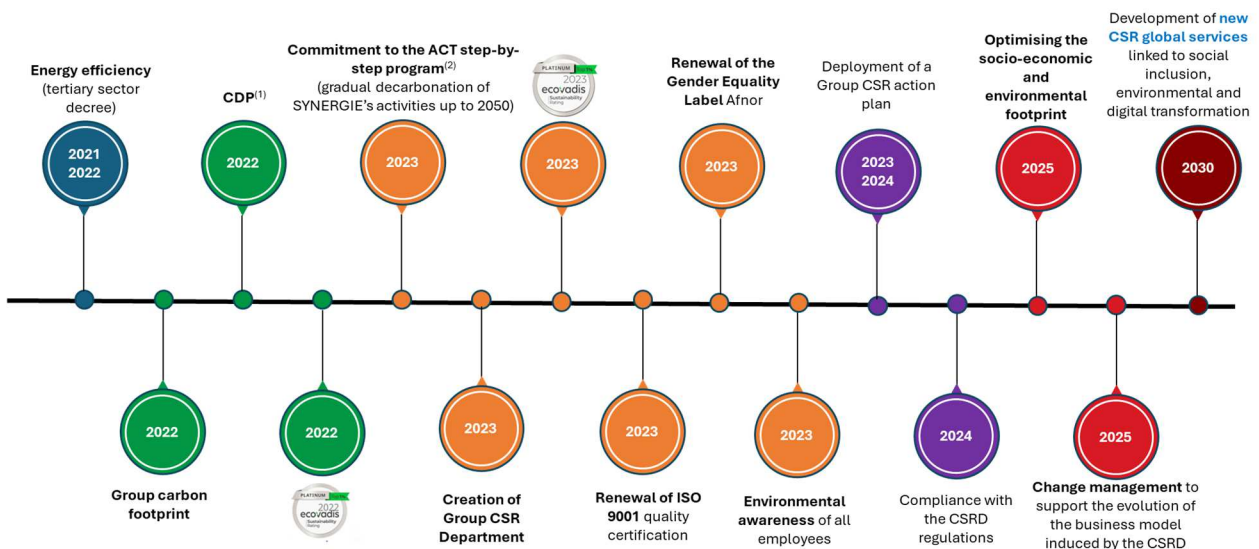 Energy efficiency
(tertiary sector
decree)
2021
2022
CDP(1)
2022
Commitment to the ACT step-by-
step program(2)
(gradual decarbonation of
SYNERGIE's activities up to 2050)
2023
PLATINUM
2023
ecovadis
Sustainability
Rating
2023
Renewal of the
Gender Equality
Label Afnor
2023
Deployment of a
Group CSR action
plan
2023
2024
Optimising the
socio-economic
and
environmental
footprint
2025
Development of new
CSR global services
linked to social
inclusion,
environmental and
digital transformation
2030
2022
Group carbon
footprint
2022
PLATINUM
2022
ecovadis
Sustainability
Rating
2023
Creation of
Group CSR
Department
2023
Renewal of ISO
9001 quality
certification
2023
Environmental
awareness of all
employees
2024
Compliance with
the CSRD
regulations
2025
Change management to
support the evolution of
the business model
induced by the CSRD